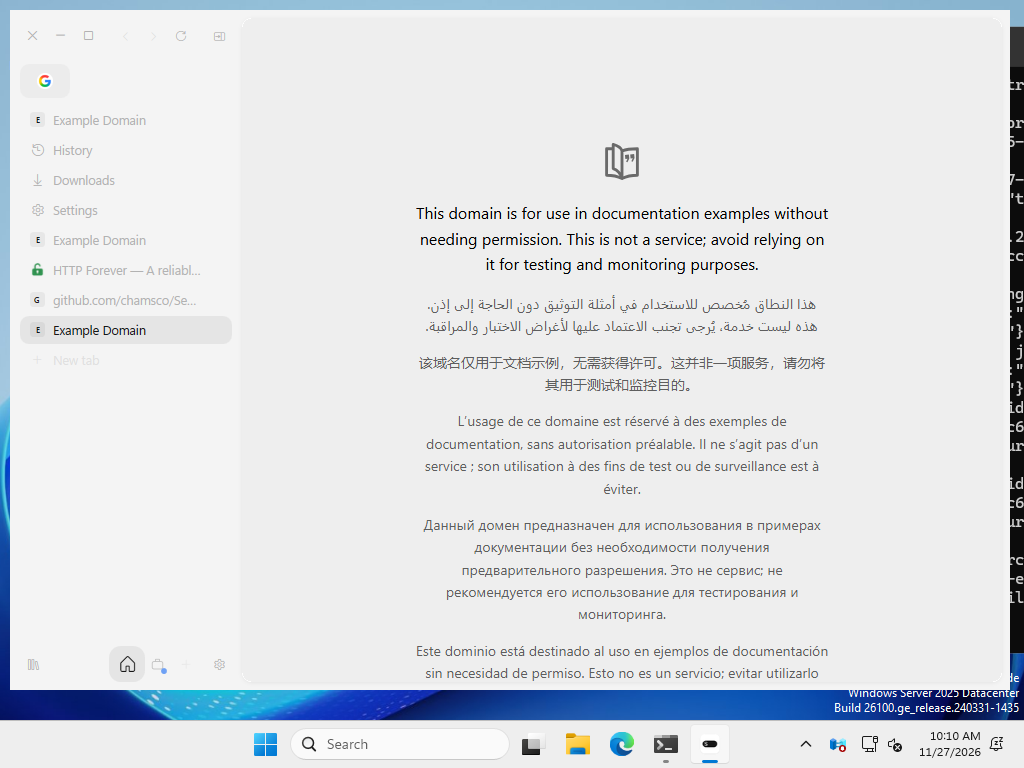 Example Domain
History
Downloads
Settings
Example Domain
HTTP Forever — A reliabl...
github.com/chamsco/Se...
Example Domain
New tab
This domain is for use in documentation examples without
needing permission. This is not a service; avoid relying on
it for testing and monitoring purposes.
هذا النطاق مُخصص للاستخدام في أمثلة التوثيق دون الحاجة إلى إذن.
هذه ليست خدمة. يُرجى تجنب الاعتماد عليها لأغراض الاختبار والمراقبة.
该域名仅用于文档示例，无需获得许可。这并非一项服务，请勿将
其用于测试和监控目的。
L’usage de ce domaine est réservé à des exemples de
documentation, sans autorisation préalable. Il ne s’agit pas d’un
service ; son utilisation à des fins de test ou de surveillance est à
éviter.
Данный домен предназначен для использования в примерах
документации без необходимости получения
предварительного разрешения. Это не сервис; не
рекомендуется его использование для тестирования и
мониторинга.
Este dominio está destinado al uso en ejemplos de documentación
sin necesidad de permiso. Esto no es un servicio; evitar utilizarlo
Windows Server 2025 Datacenter
Build 26100.ge_release.240331-1435
Search
10:10 AM
11/27/2026